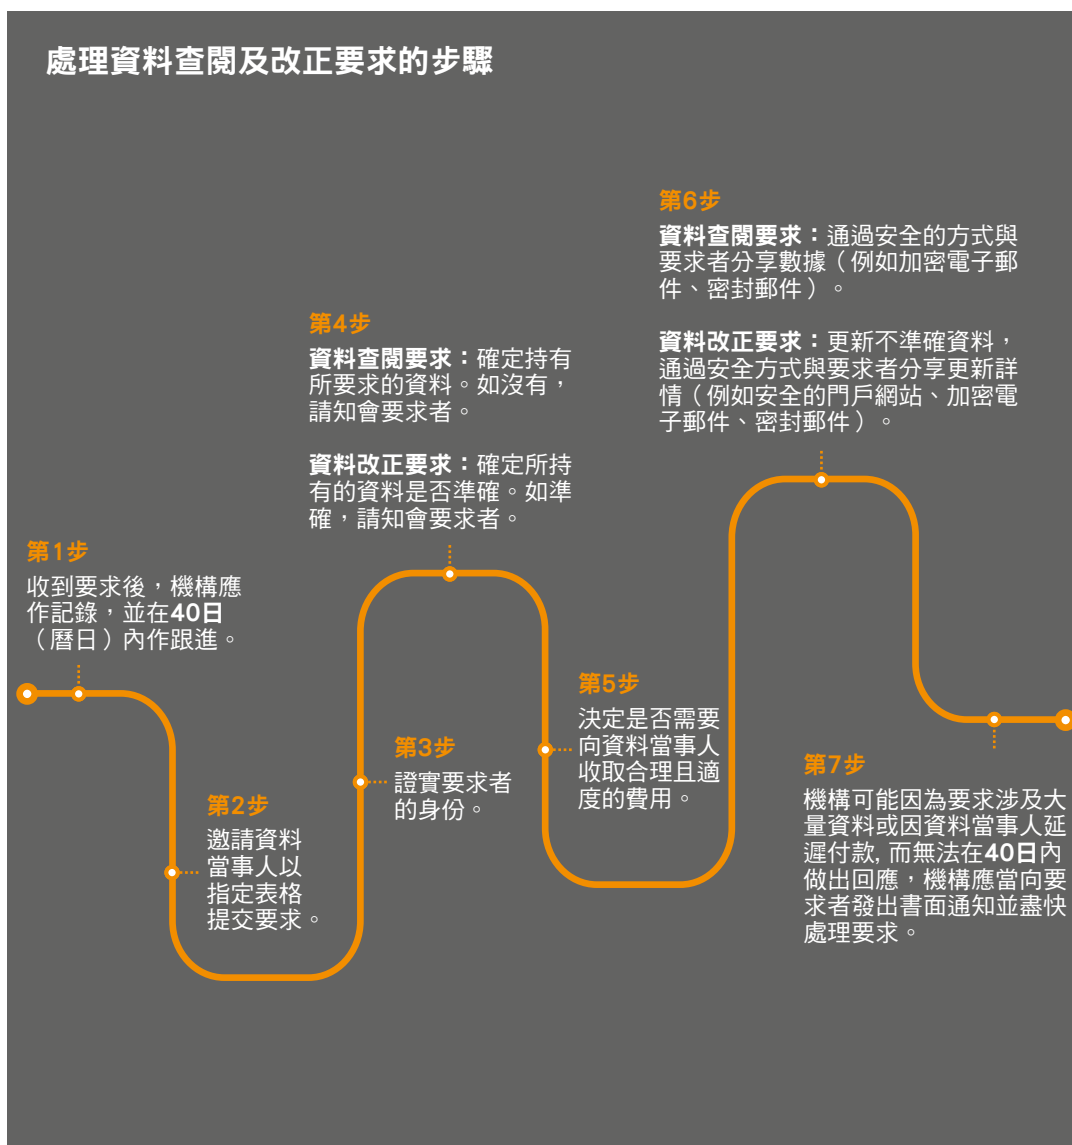 處理資料查閱及改正要求的步驟
第1步
收到要求後，機構應
作記錄，並在40日
（曆日）內作跟進。
第2步
邀請資料
當事人以
指定表格
提交要求。
第3步
證實要求者
的身份。
第4步
資料查閱要求：確定持有
所要求的資料。如沒有，
請知會要求者。
資料改正要求：確定所持
有的資料是否準確。如準
確，請知會要求者。
第5步
決定是否需要
向資料當事人
收取合理且適
度的費用。
第6步
資料查閱要求：通過安全的方式與
要求者分享數據（例如加密電子郵
件、密封郵件）。
資料改正要求：更新不準確資料，
通過安全方式與要求者分享更新詳
情（例如安全的門戶網站、加密電
子郵件、密封郵件）。
第7步
機構可能因為要求涉及大
量資料或因資料當事人延
遲付款, 而無法在40日內
做出回應，機構應當向要
求者發出書面通知並盡快
處理要求。